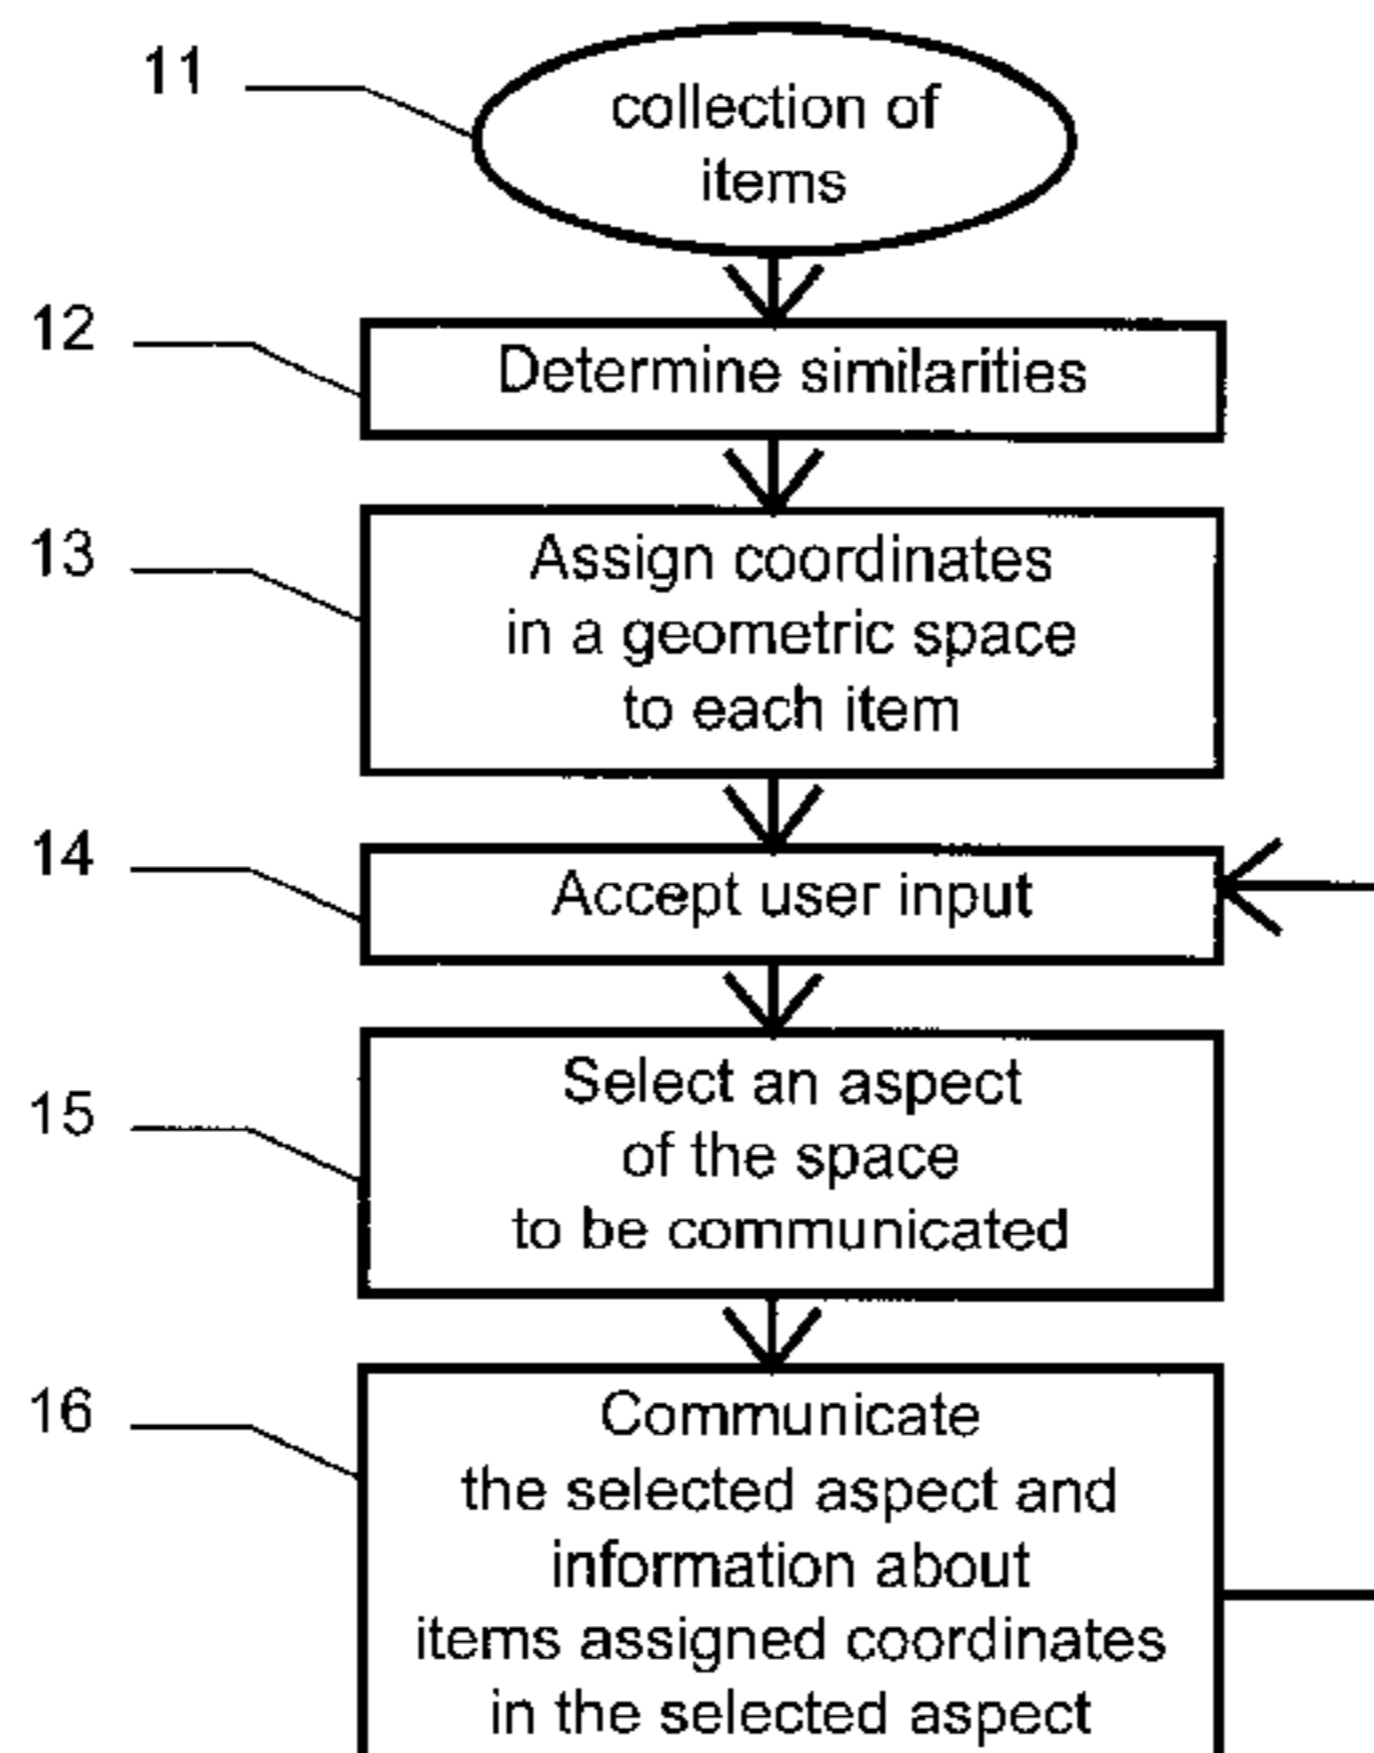 11
collection of
items
12
Determine similarities
13
Assign coordinates
in a geometric space
to each item
14
Accept user input
15
Select an aspect
of the space
to be communicated
16
Communicate
the selected aspect and
information about
items assigned coordinates
in the selected aspect